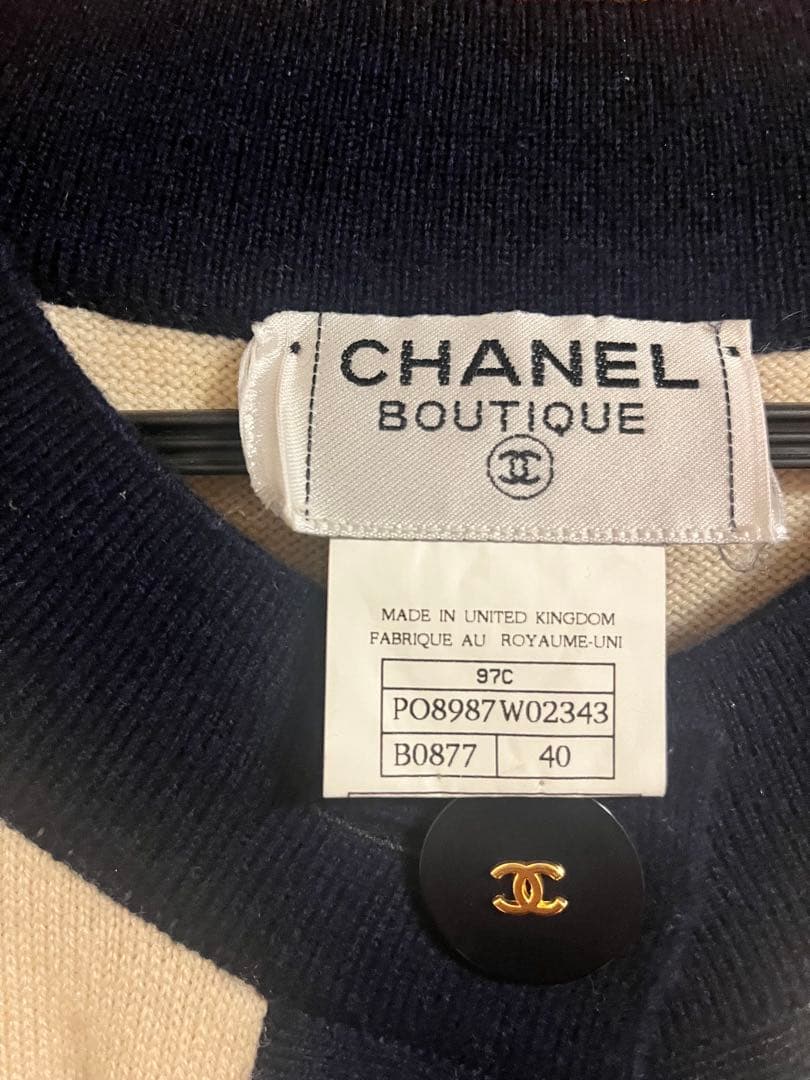 CHANEL
BOUTIQUE
MADE IN UNITED KINGDOM
FABRIQUE AU ROYAUME-UNI
97C
PO8987W02343
B0877 40